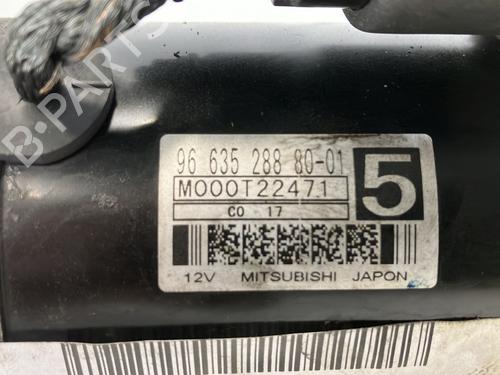 B-PARTS
96 635 288 80-01
M000T22471
5
C0 17
12V MITSUBISHI JAPON